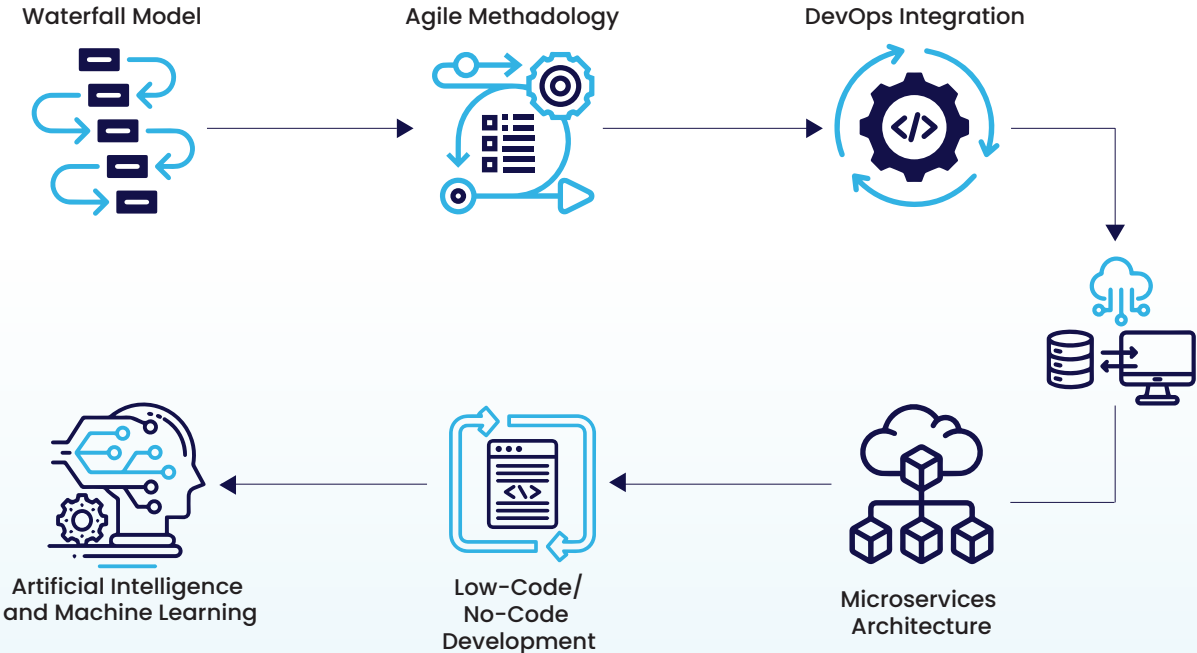 Waterfall Model
Agile Methadology
DevOps Integration
</>
<\>
Artificial Intelligence
and Machine Learning
Low-Code/
No-Code
Development
Microservices
Architecture